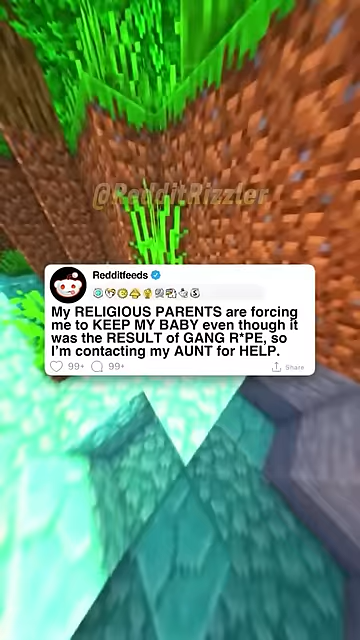 @RedditRizzler
Redditfeeds
My RELIGIOUS PARENTS are forcing
me to KEEP MY BABY even though it
was the RESULT of GANG R*PE, so
I'm contacting my AUNT for HELP.
99+ 99+ Share